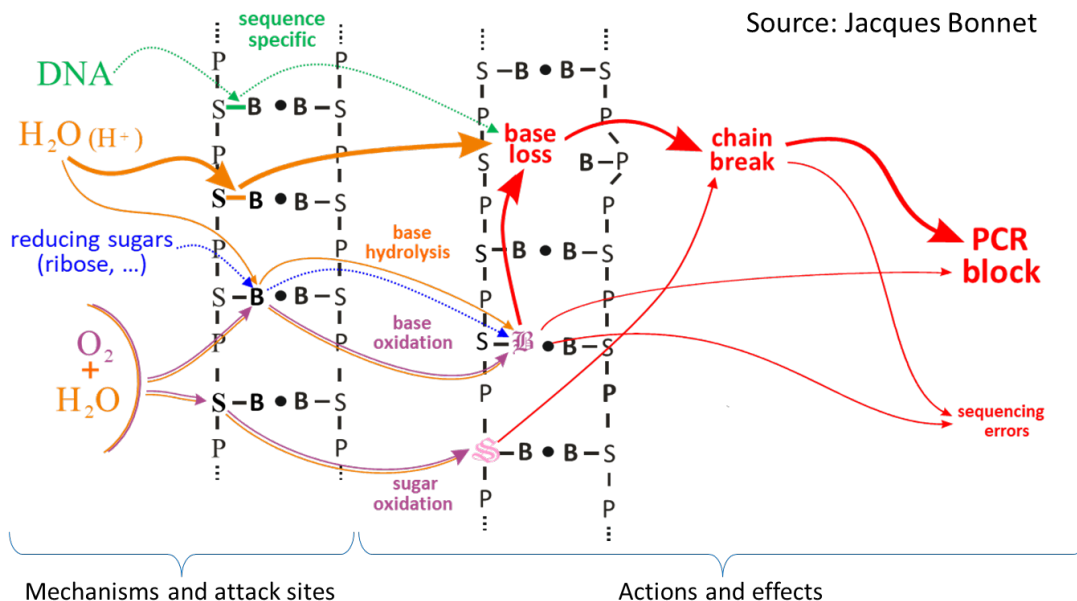 Source: Jacques Bonnet
sequence
specific
DNA
H₂O (H⁺)
reducing sugars
(ribose, ...)
O₂
+
H₂O
P P
S–B • B–S
P P
S–B • B–S
P P
S–B • B–S
P P
S–B • B–S
P P
base
hydrolysis
base
oxidation
sugar
oxidation
S–B • B–S
P P
base
loss
S B–P
P P
S–B • B–S
P P
S–B • B–S
P P
S–B • B–S
P P
chain
break
PCR
block
sequencing
errors
Mechanisms and attack sites
Actions and effects